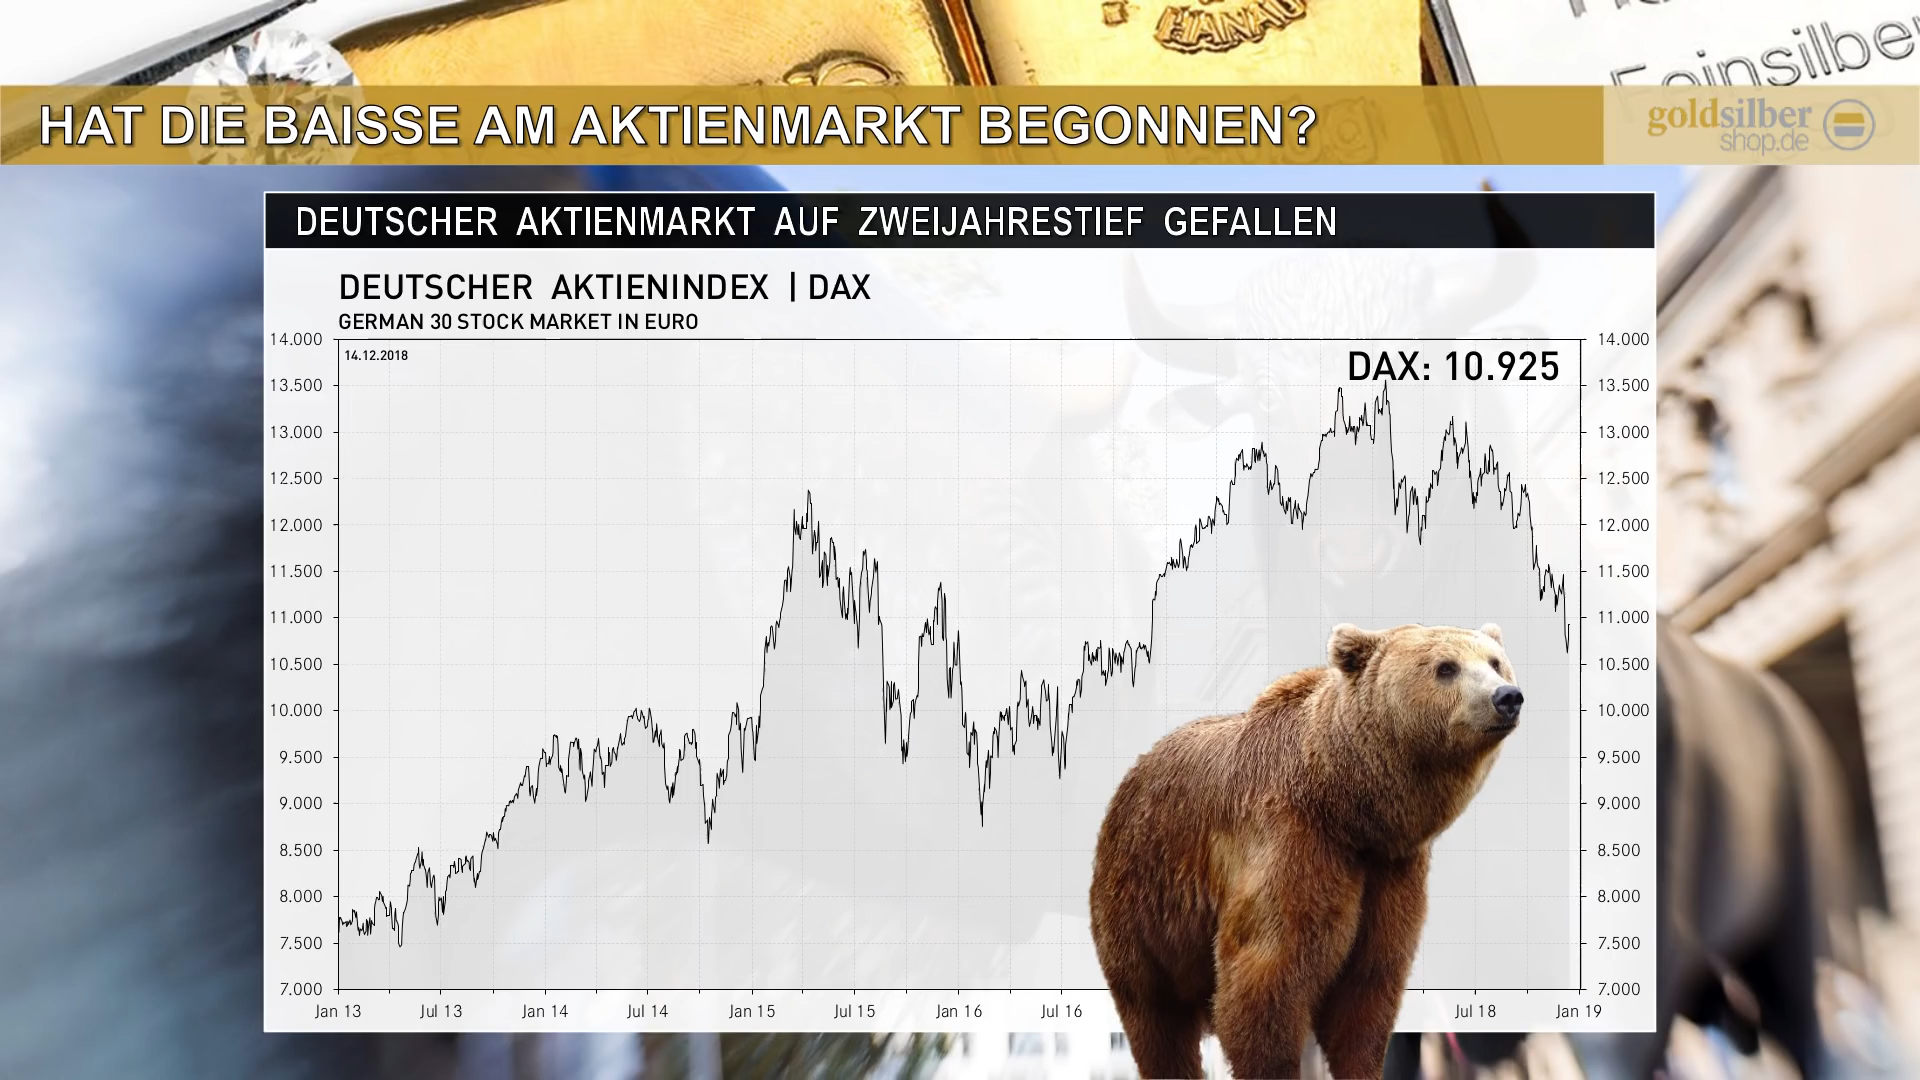 HANAU
Feinsilber
HAT DIE BAISSE AM AKTIENMARKT BEGONNEN?
goldsilber
shop.de
DEUTSCHER AKTIENMARKT AUF ZWEIJAHRESTIEF GEFALLEN
DEUTSCHER AKTIENINDEX | DAX
GERMAN 30 STOCK MARKET IN EURO
14.000 14.000
14.12.2018 DAX: 10.925
13.500 13.500
13.000 13.000
12.500 12.500
12.000 12.000
11.500 11.500
11.000 11.000
10.500 10.500
10.000 10.000
9.500 9.500
9.000 9.000
8.500 8.500
8.000 8.000
7.500 7.500
7.000 7.000
Jan 13 Jul 13 Jan 14 Jul 14 Jan 15 Jul 15 Jan 16 Jul 16 Jul 18 Jan 19